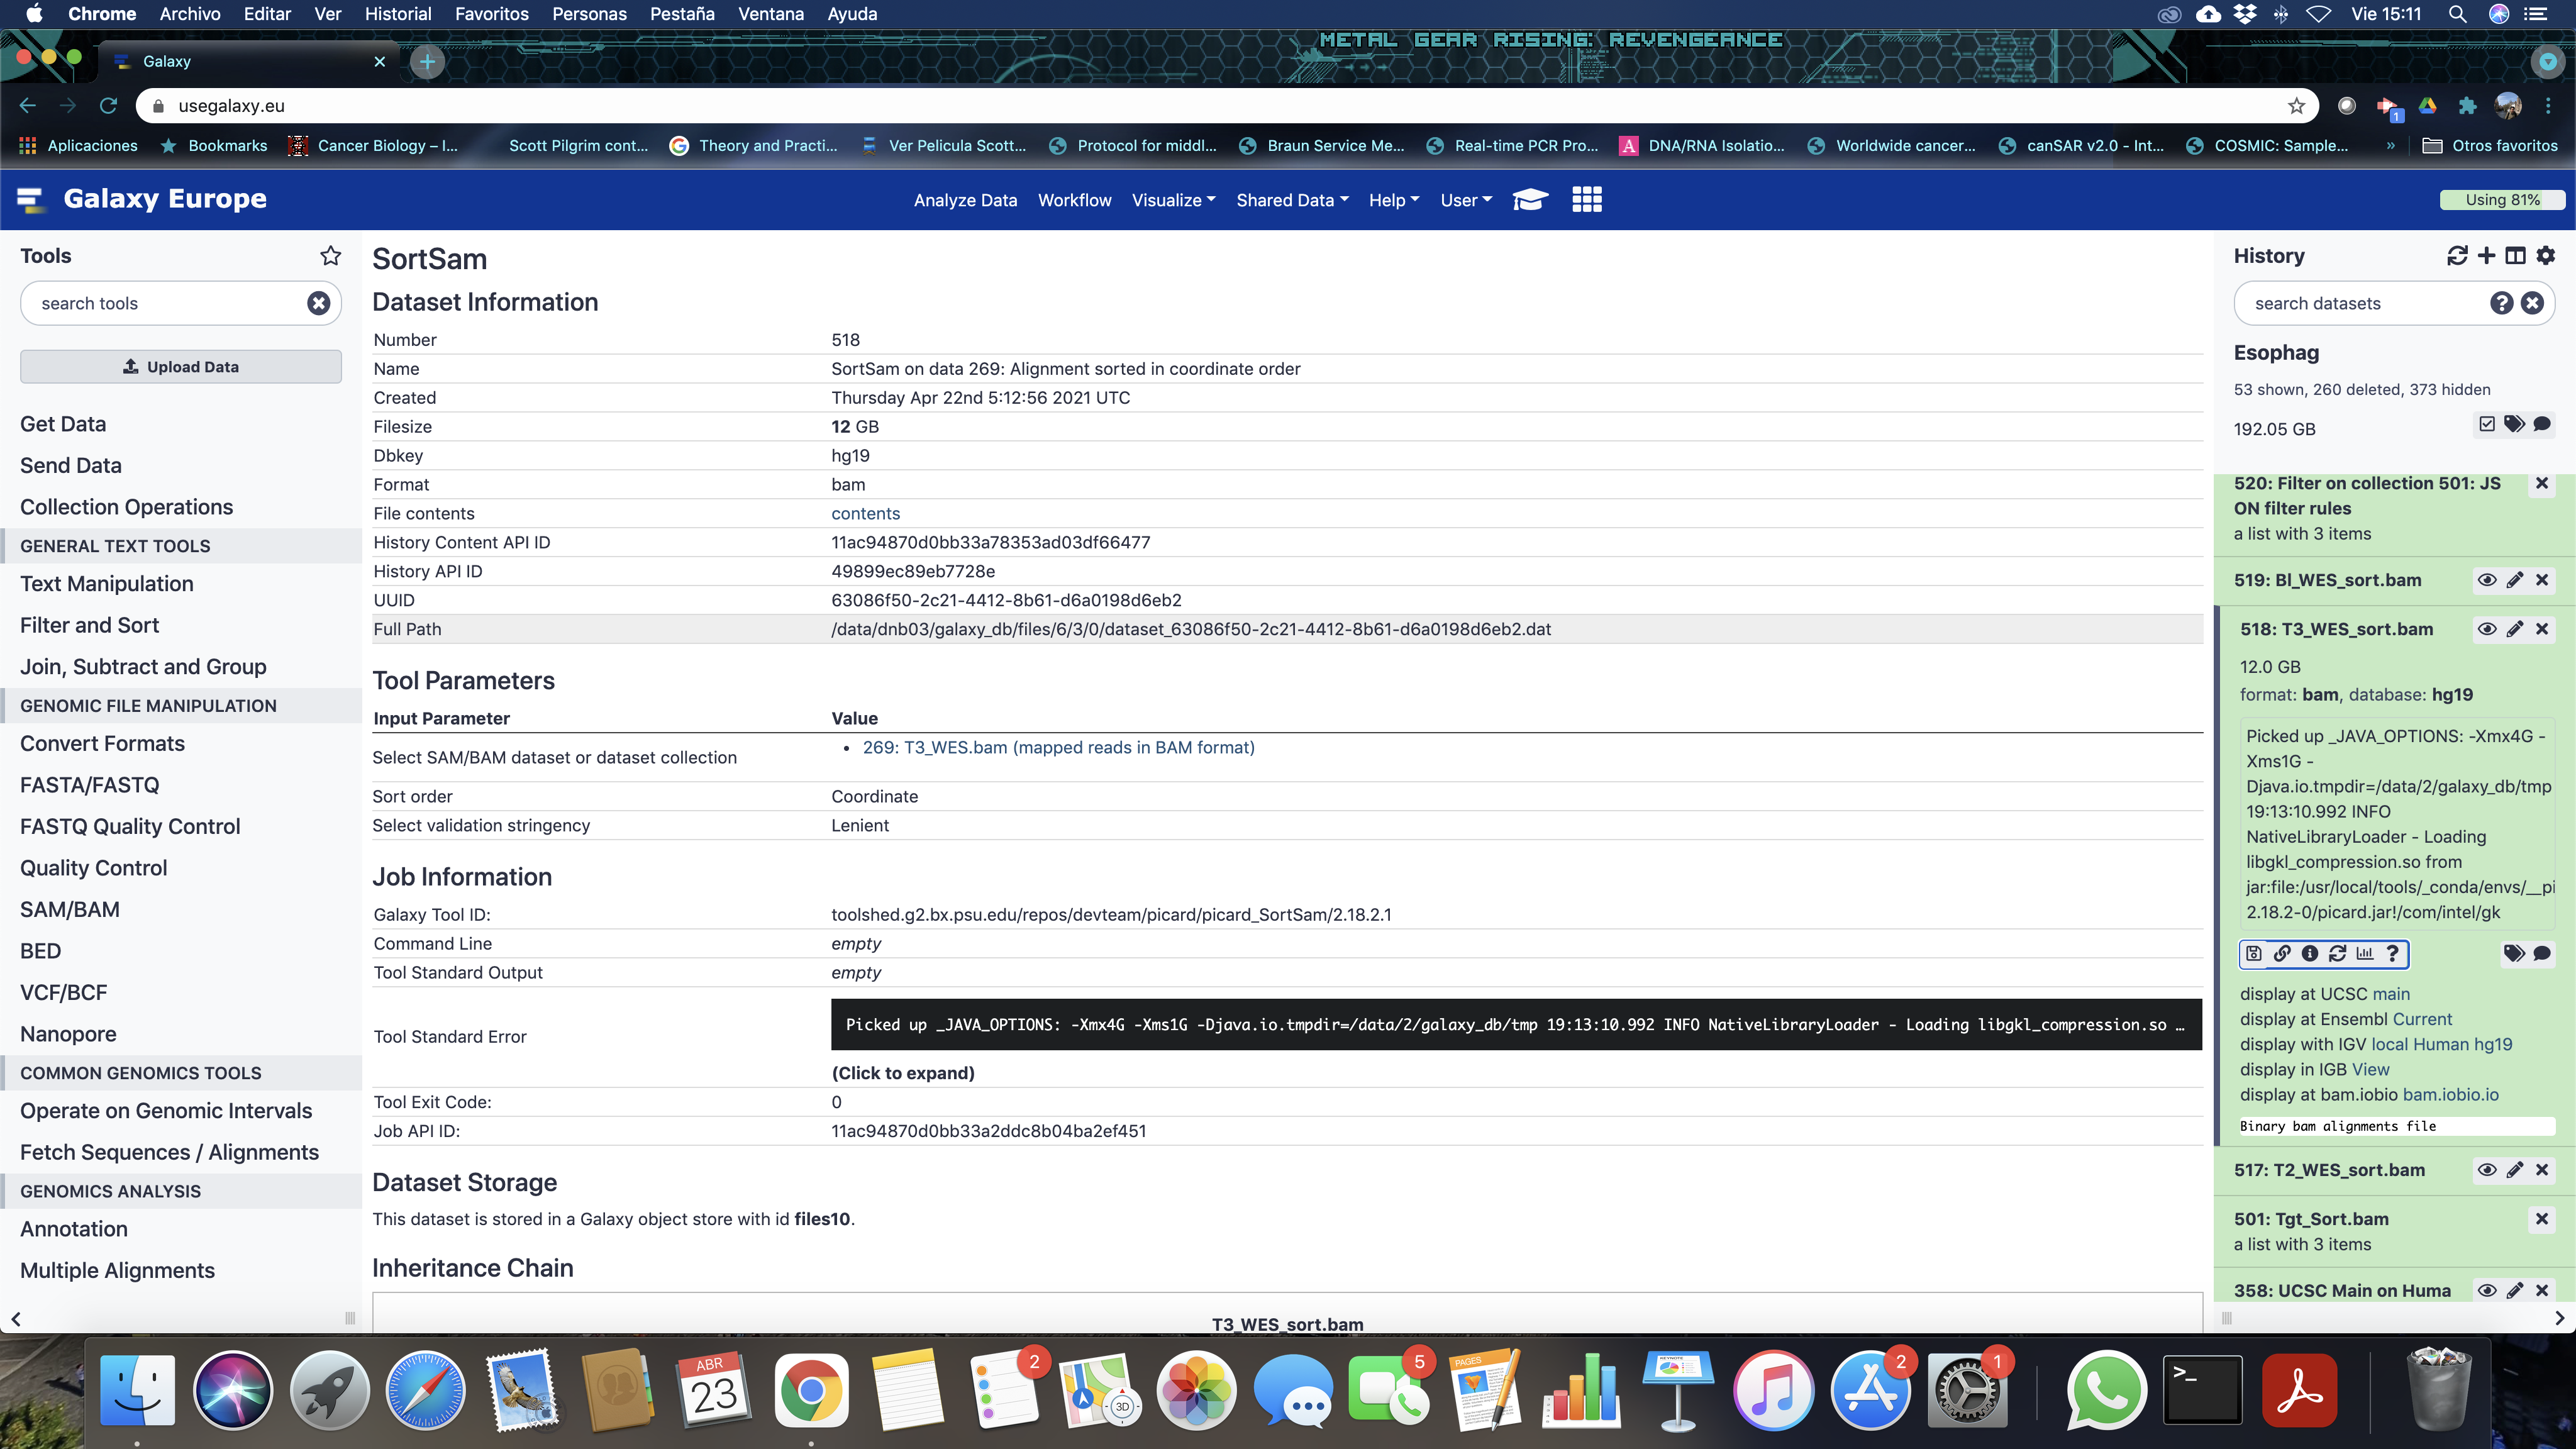 Chrome Archivo Editar Ver Historial Favoritos Personas Pestaña Ventana Ayuda Vie 15:11
METAL GEAR RISING: REVENGEANCE
Galaxy
usegalaxy.eu
1
Aplicaciones Bookmarks Cancer Biology – I... Scott Pilgrim cont... Theory and Practi... Ver Pelicula Scott... Protocol for middl... Braun Service Me... Real-time PCR Pro... A DNA/RNA Isolatio... Worldwide cancer... canSAR v2.0 - Int... COSMIC: Sample... » Otros favoritos
Galaxy Europe Analyze Data Workflow Visualize Shared Data Help User Using 81%
Tools
search tools
Upload Data
Get Data
Send Data
Collection Operations
GENERAL TEXT TOOLS
Text Manipulation
Filter and Sort
Join, Subtract and Group
GENOMIC FILE MANIPULATION
Convert Formats
FASTA/FASTQ
FASTQ Quality Control
Quality Control
SAM/BAM
BED
VCF/BCF
Nanopore
COMMON GENOMICS TOOLS
Operate on Genomic Intervals
Fetch Sequences / Alignments
GENOMICS ANALYSIS
Annotation
Multiple Alignments
SortSam
Dataset Information
Number 518
Name SortSam on data 269: Alignment sorted in coordinate order
Created Thursday Apr 22nd 5:12:56 2021 UTC
Filesize 12 GB
Dbkey hg19
Format bam
File contents contents
History Content API ID 11ac94870d0bb33a78353ad03df66477
History API ID 49899ec89eb7728e
UUID 63086f50-2c21-4412-8b61-d6a0198d6eb2
Full Path /data/dnb03/galaxy_db/files/6/3/0/dataset_63086f50-2c21-4412-8b61-d6a0198d6eb2.dat
Tool Parameters
Input Parameter Value
Select SAM/BAM dataset or dataset collection • 269: T3_WES.bam (mapped reads in BAM format)
Sort order Coordinate
Select validation stringency Lenient
Job Information
Galaxy Tool ID: toolshed.g2.bx.psu.edu/repos/devteam/picard/picard_SortSam/2.18.2.1
Command Line empty
Tool Standard Output empty
Tool Standard Error Picked up _JAVA_OPTIONS: -Xmx4G -Xms1G -Djava.io.tmpdir=/data/2/galaxy_db/tmp 19:13:10.992 INFO NativeLibraryLoader - Loading libgkl_compression.so …
(Click to expand)
Tool Exit Code: 0
Job API ID: 11ac94870d0bb33a2ddc8b04ba2ef451
Dataset Storage
This dataset is stored in a Galaxy object store with id files10.
Inheritance Chain
T3_WES_sort.bam
History
search datasets
Esophag
53 shown, 260 deleted, 373 hidden
192.05 GB
520: Filter on collection 501: JS
ON filter rules
a list with 3 items
519: Bl_WES_sort.bam
518: T3_WES_sort.bam
12.0 GB
format: bam, database: hg19
Picked up _JAVA_OPTIONS: -Xmx4G -
Xms1G -
Djava.io.tmpdir=/data/2/galaxy_db/tmp
19:13:10.992 INFO
NativeLibraryLoader - Loading
libgkl_compression.so from
jar:file:/usr/local/tools/_conda/envs/__pi
2.18.2-0/picard.jar!/com/intel/gk
display at UCSC main
display at Ensembl Current
display with IGV local Human hg19
display in IGB View
display at bam.iobio bam.iobio.io
Binary bam alignments file
517: T2_WES_sort.bam
501: Tgt_Sort.bam
a list with 3 items
358: UCSC Main on Huma
ABR
23
2
3D
5
PAGES
KEYNOTE
2
1
>_